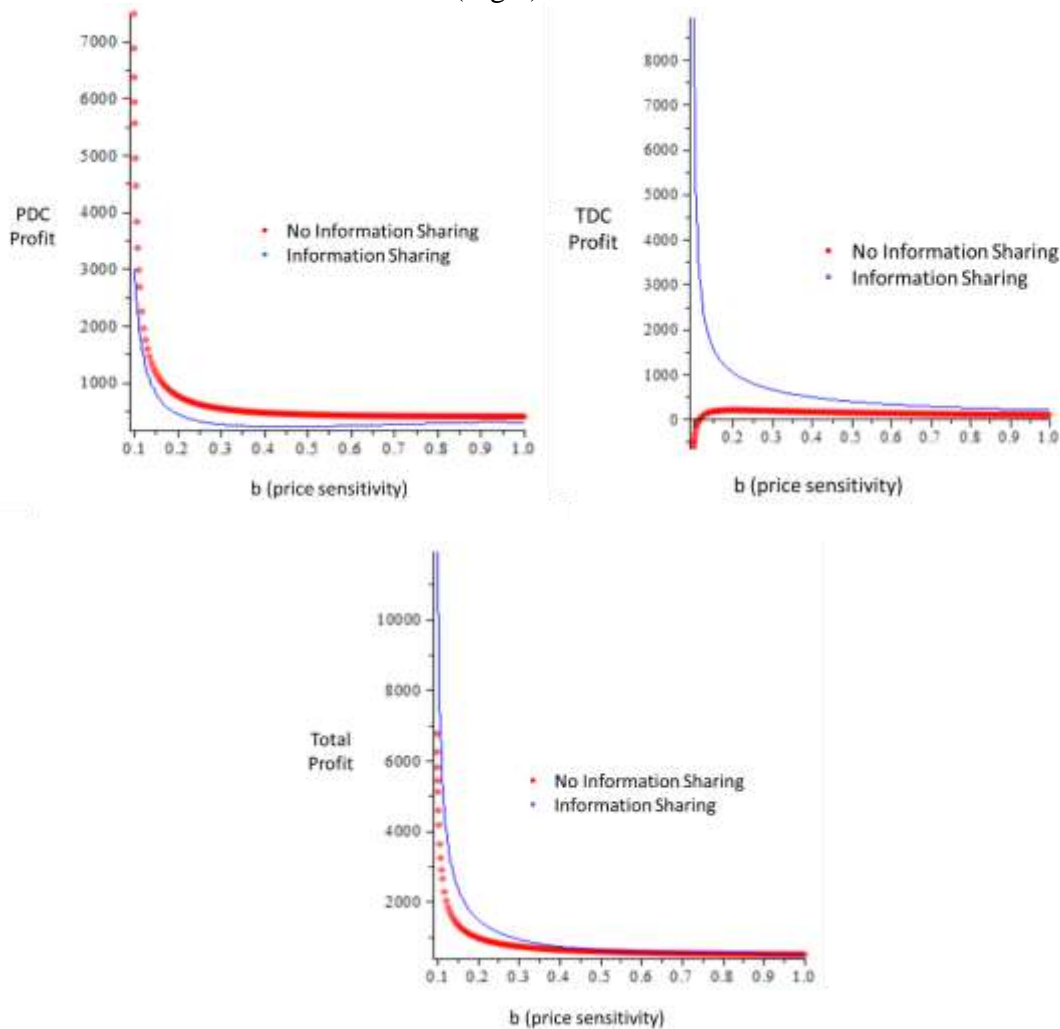 7000
6000
5000
4000
3000
2000
1000
PDC
Profit
No Information Sharing
Information Sharing
0.1 0.2 0.3 0.4 0.5 0.6 0.7 0.8 0.9 1.0
b (price sensitivity)
8000
7000
6000
5000
4000
3000
2000
1000
0
TDC
Profit
No Information Sharing
Information Sharing
0.2 0.3 0.4 0.5 0.6 0.7 0.8 0.9 1.0
b (price sensitivity)
10000
8000
6000
4000
2000
Total
Profit
No Information Sharing
Information Sharing
0.1 0.2 0.3 0.4 0.5 0.6 0.7 0.8 0.9 1.0
b (price sensitivity)